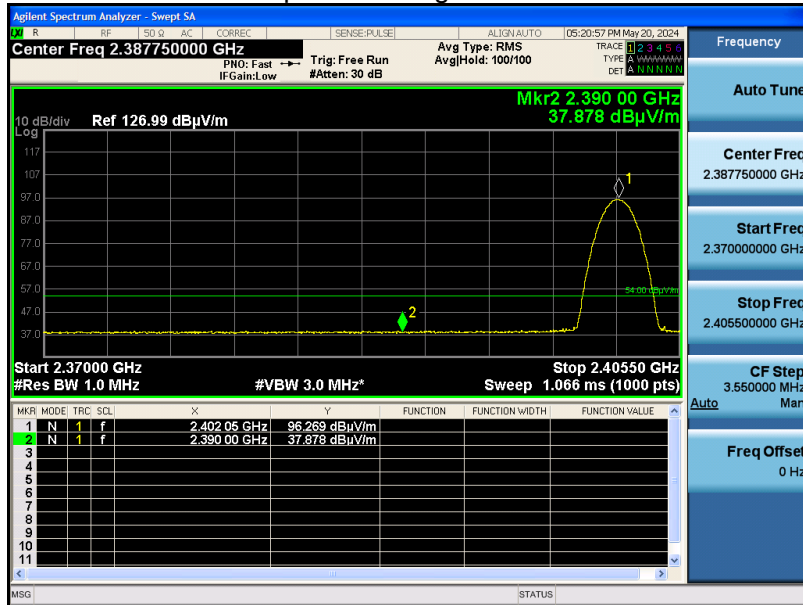 Agilent Spectrum Analyzer - Swept SA
LXI R RF 50 Ω AC CORREC SENSE:PULSE ALIGN AUTO 05:20:57 PM May 20, 2024
Center Freq 2.387750000 GHz
PNO: Fast Trig: Free Run
IFGain:Low #Atten: 30 dB
Avg Type: RMS
Avg|Hold: 100/100
TRACE 1 2 3 4 5 6
TYPE A WWWWW
DET A N N N N N
Mkr2 2.390 00 GHz
37.878 dBµV/m
10 dB/div Ref 126.99 dBµV/m
Log
117
107
97.0
87.0
77.0
67.0
57.0
47.0
37.0
1
2
54.00 dBµV/m
Start 2.37000 GHz Stop 2.40550 GHz
#Res BW 1.0 MHz #VBW 3.0 MHz* Sweep 1.066 ms (1000 pts)
MKR MODE TRC SCL X Y FUNCTION FUNCTION WIDTH FUNCTION VALUE
1 N 1 f 2.402 05 GHz 96.269 dBµV/m
2 N 1 f 2.390 00 GHz 37.878 dBµV/m
3
4
5
6
7
8
9
10
11
MSG STATUS
Frequency
Auto Tune
Center Freq
2.387750000 GHz
Start Freq
2.370000000 GHz
Stop Freq
2.405500000 GHz
CF Step
3.550000 MHz
Auto Man
Freq Offset
0 Hz